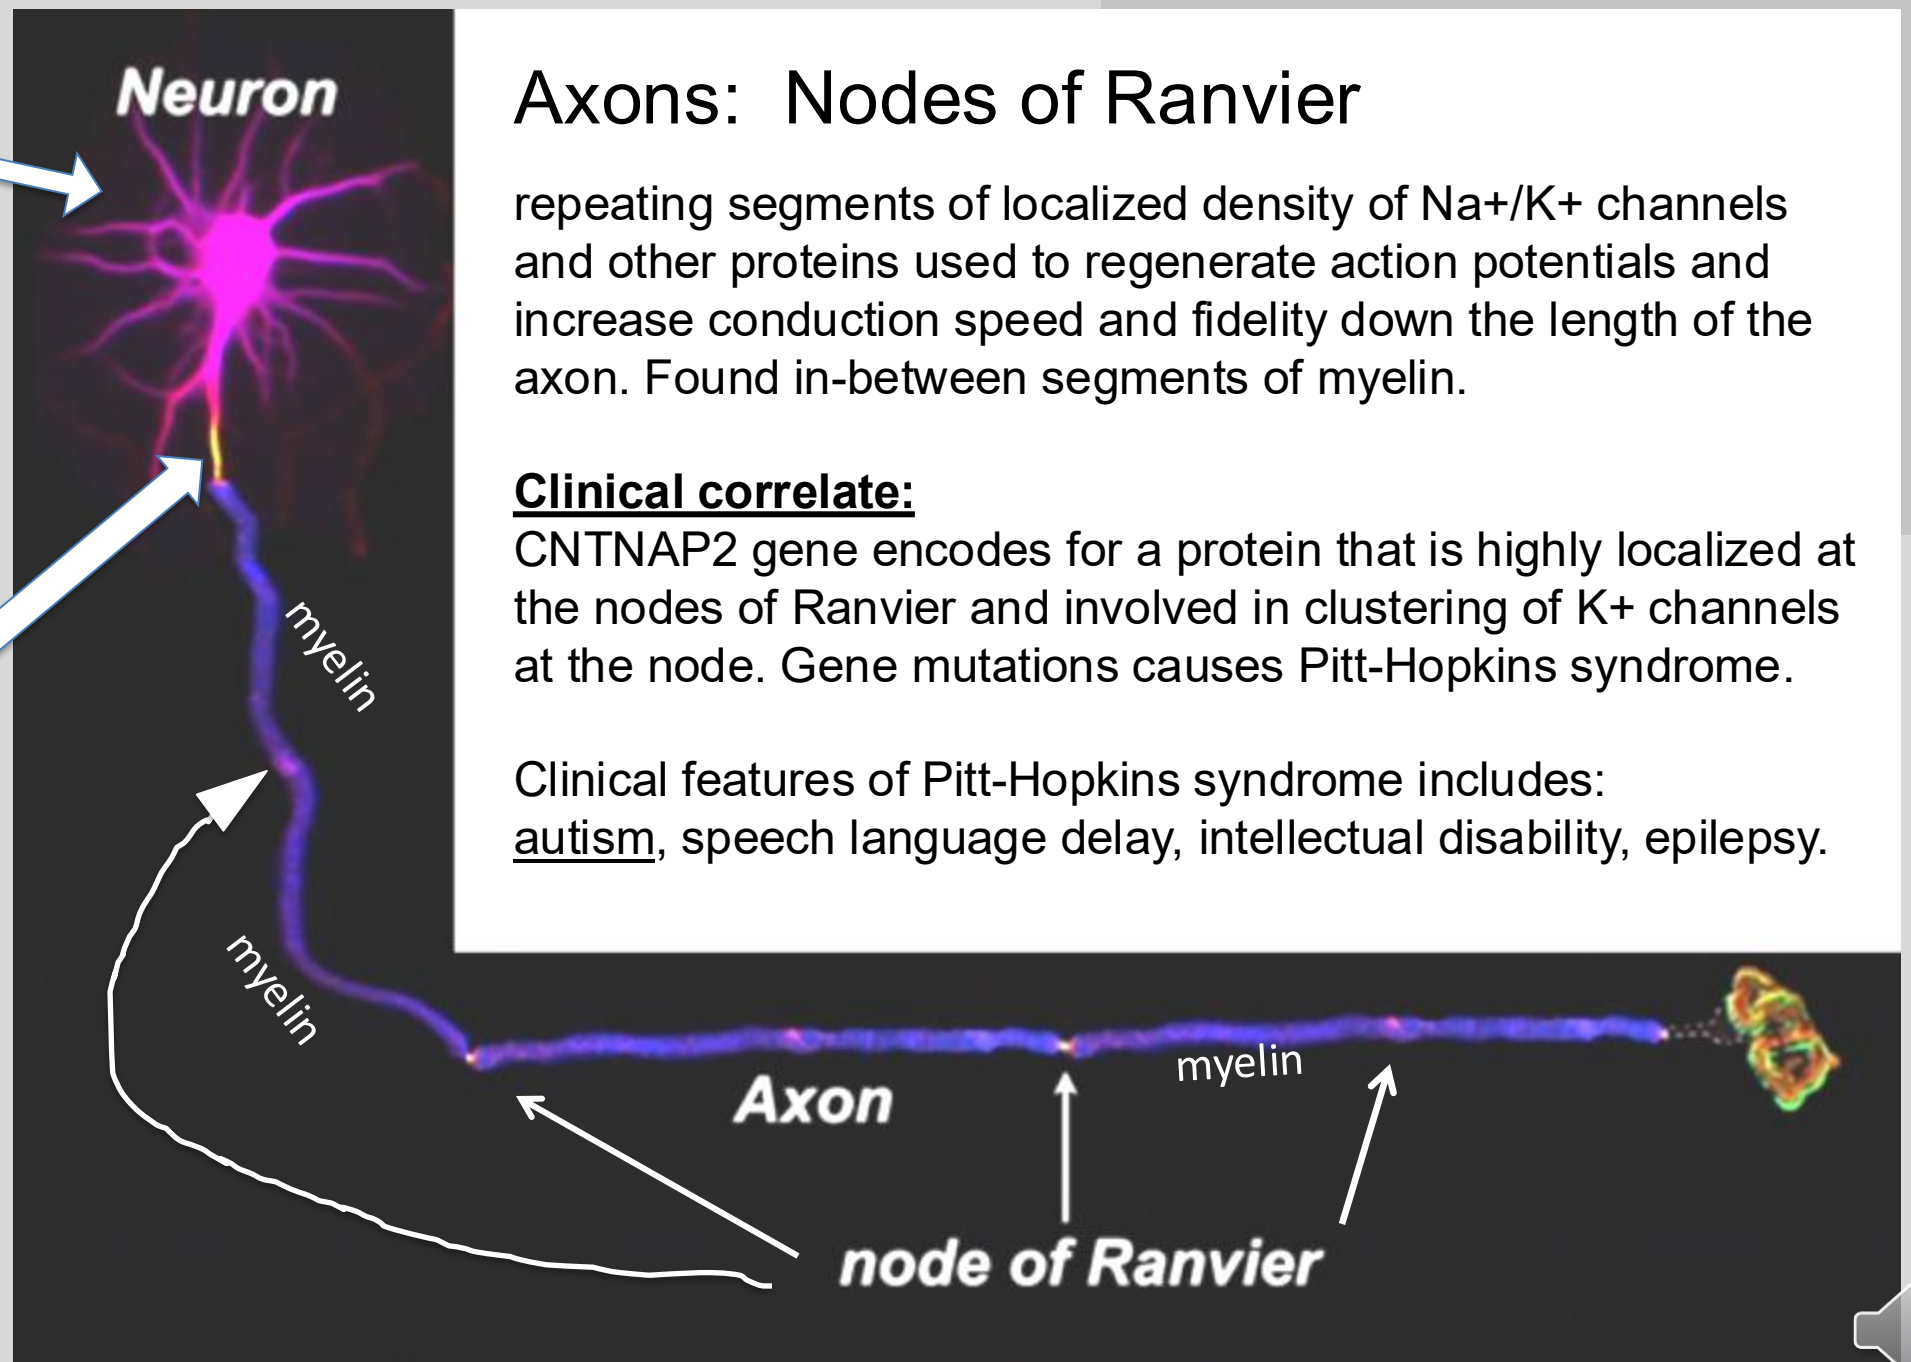 Neuron
Axons:  Nodes of Ranvier
repeating segments of localized density of Na+/K+ channels
and other proteins used to regenerate action potentials and
increase conduction speed and fidelity down the length of the
axon. Found in-between segments of myelin.
Clinical correlate:
CNTNAP2 gene encodes for a protein that is highly localized at
the nodes of Ranvier and involved in clustering of K+ channels
at the node. Gene mutations causes Pitt-Hopkins syndrome.
Clinical features of Pitt-Hopkins syndrome includes:
autism, speech language delay, intellectual disability, epilepsy.
myelin
myelin
myelin
Axon
node of Ranvier